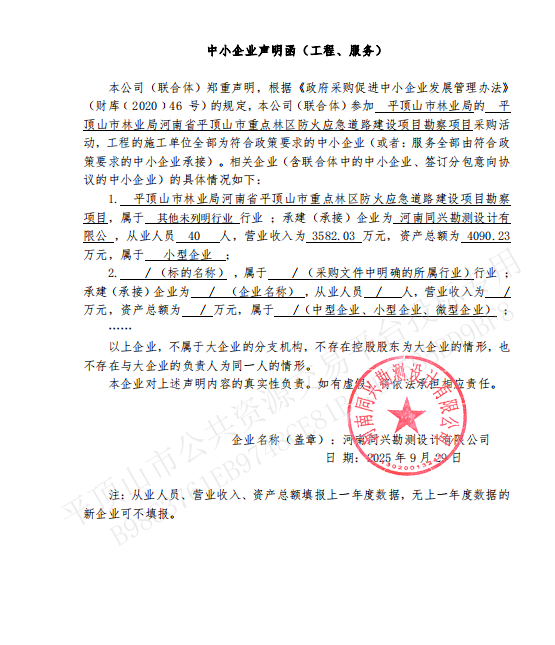 中小企业声明函（工程、服务）
本公司（联合体）郑重声明，根据《政府采购促进中小企业发展管理办法》
（财库﹝2020﹞46 号）的规定，本公司（联合体）参加 平顶山市林业局的 平
顶山市林业局河南省平顶山市重点林区防火应急道路建设项目勘察项目采购活
动，工程的施工单位全部为符合政策要求的中小企业（或者：服务全部由符合政
策要求的中小企业承接）。相关企业（含联合体中的中小企业、签订分包意向协
议的中小企业）的具体情况如下：
1. 平顶山市林业局河南省平顶山市重点林区防火应急道路建设项目勘察
项目，属于 其他未列明行业 行业 ；承建（承接）企业为 河南同兴勘测设计有
限公 ，从业人员 40 人，营业收入为 3582.03 万元，资产总额为 4090.23
万元，属于 小型企业 ；
2. / （标的名称） ，属于 / （采购文件中明确的所属行业）行业 ；
承建（承接）企业为 / （企业名称） ，从业人员 / 人，营业收入为 /
万元，资产总额为 / 万元，属于 /（中型企业、小型企业、微型企业） ；
……
以上企业，不属于大企业的分支机构，不存在控股股东为大企业的情形，也
不存在与大企业的负责人为同一人的情形。
本企业对上述声明内容的真实性负责。如有虚假，将依法承担相应责任。
企业名称（盖章）：河南同兴勘测设计有限公司
日 期：2025 年 9 月 29 日
河南同兴勘测设计有限公司
注：从业人员、营业收入、资产总额填报上一年度数据，无上一年度数据的
新企业可不填报。